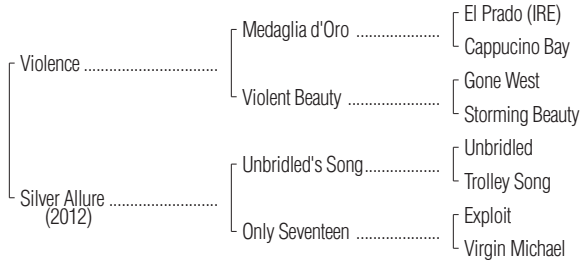 El Prado (IRE)
Medaglia d'Oro ....................
Cappucino Bay
Violence ................................
Gone West
Violent Beauty ......................
Storming Beauty
Unbridled
Unbridled's Song..................
Trolley Song
Silver Allure ..........................
(2012)
Exploit
Only Seventeen ....................
Virgin Michael